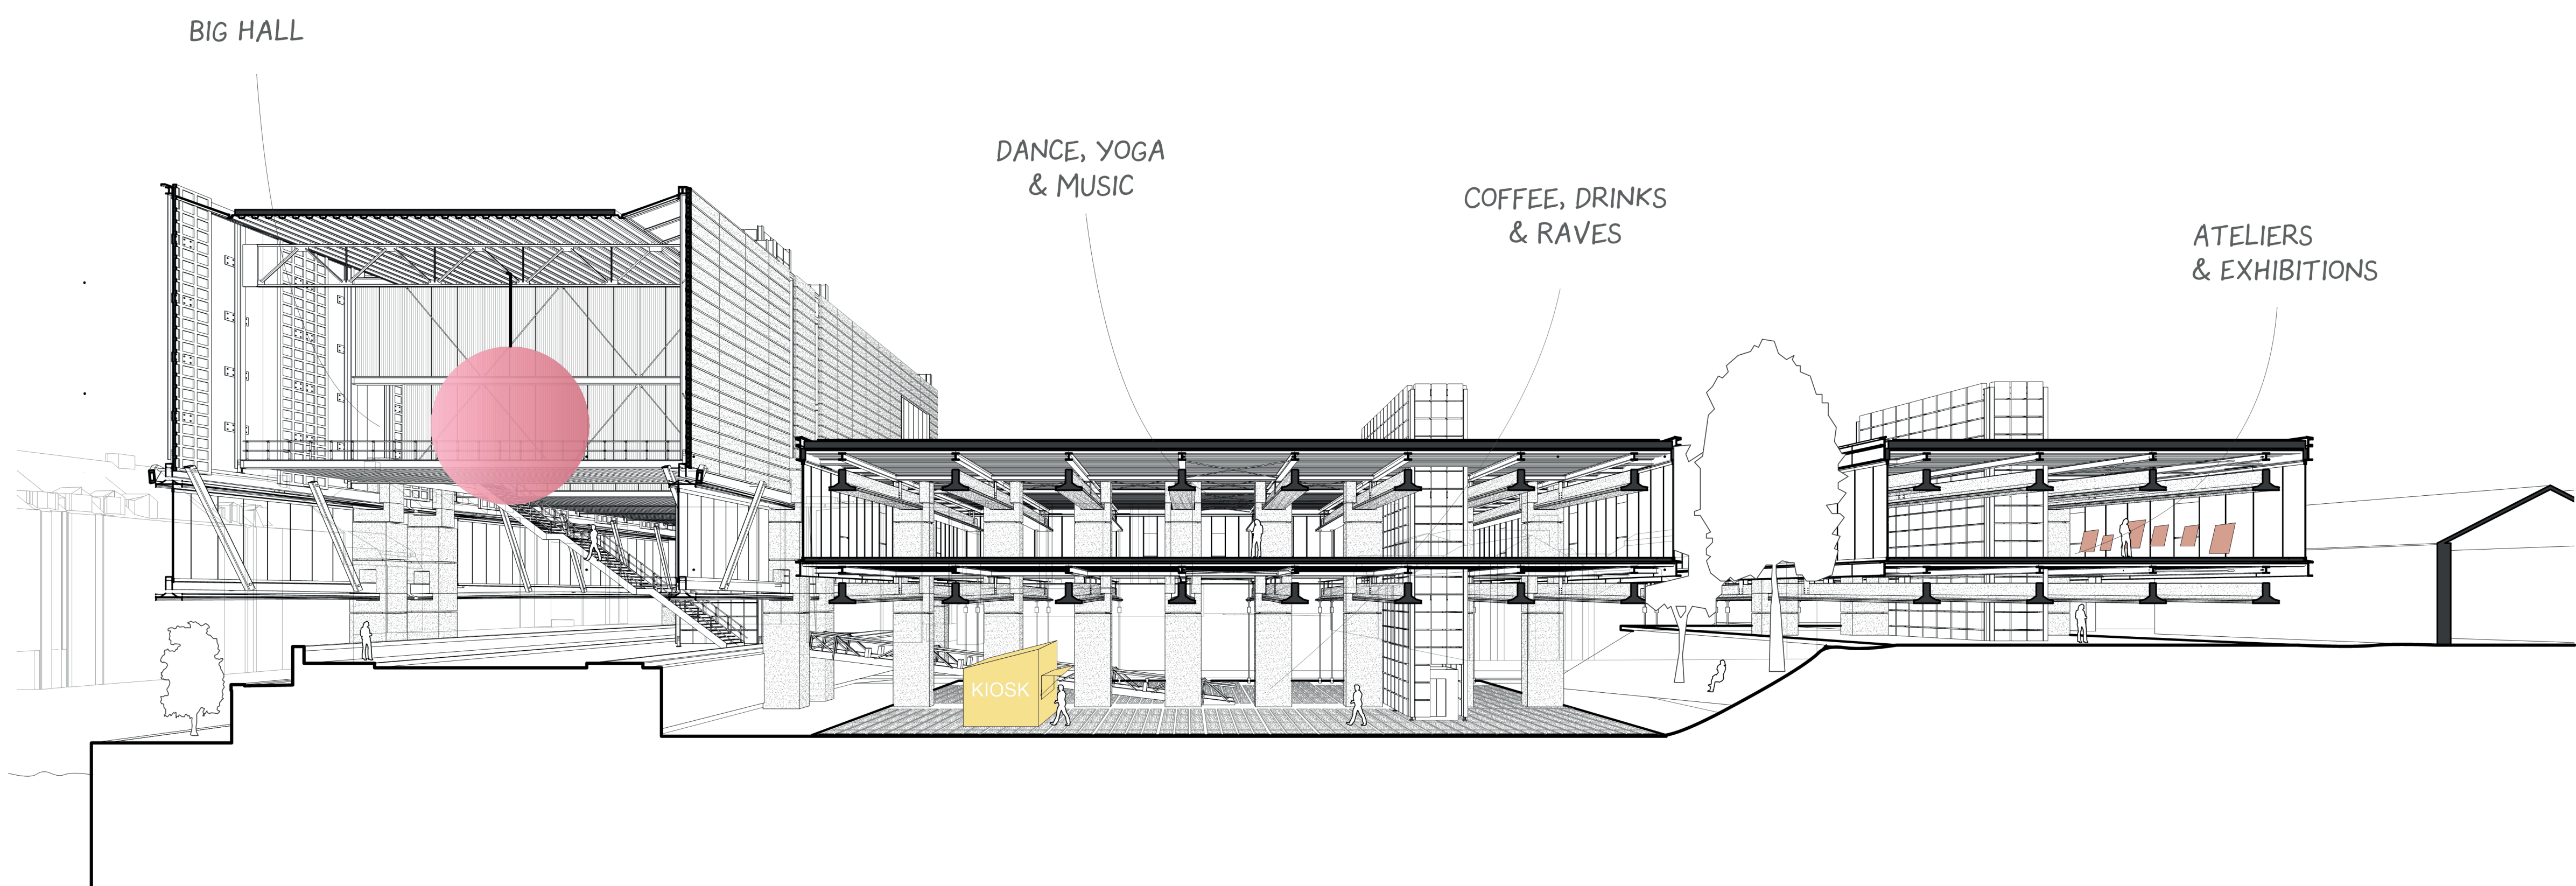 BIG HALL
DANCE, YOGA
& MUSIC
COFFEE, DRINKS
& RAVES
ATELIERS
& EXHIBITIONS
KIOSK